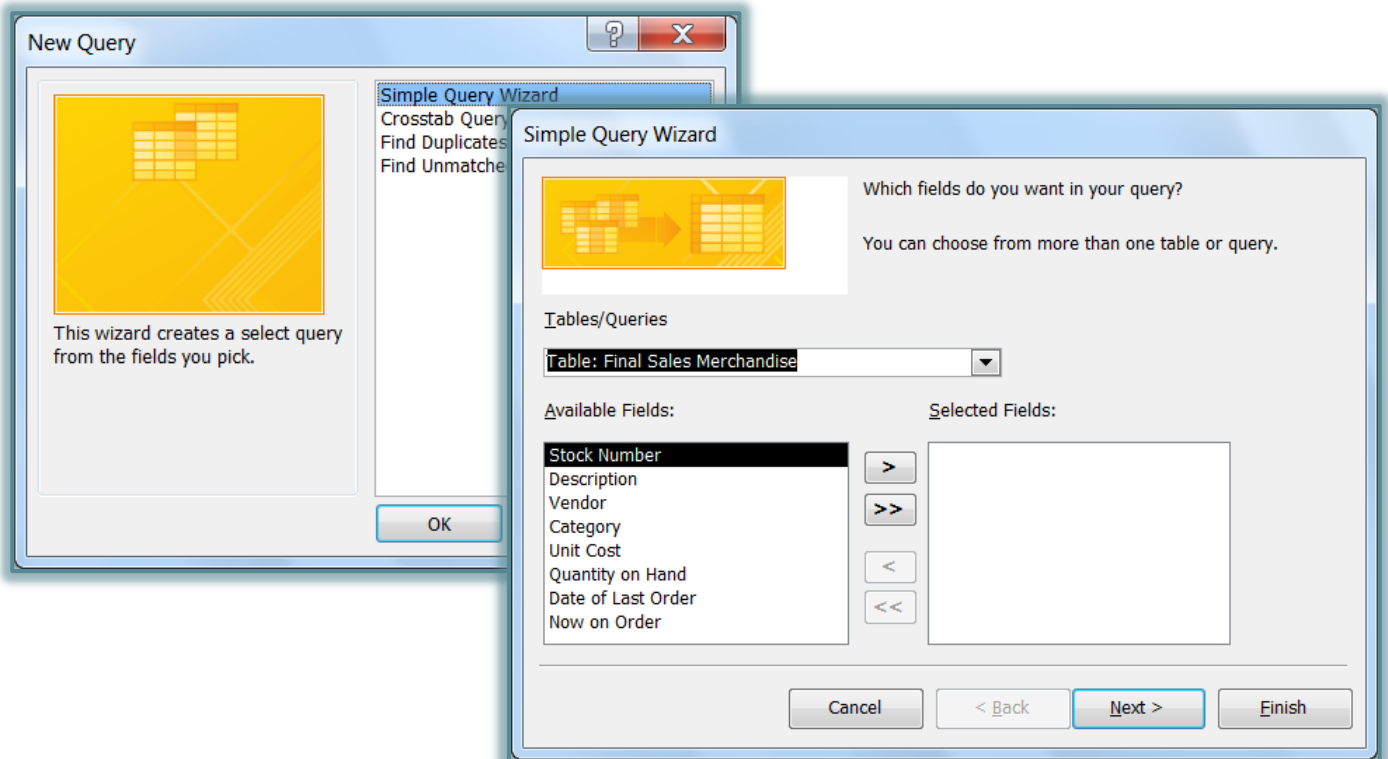 New Query
Simple Query Wizard
Crosstab Query
Find Duplicates
Find Unmatche
This wizard creates a select query
from the fields you pick.
OK
Simple Query Wizard
Which fields do you want in your query?
You can choose from more than one table or query.
Tables/Queries
Table: Final Sales Merchandise
Available Fields:
Selected Fields:
Stock Number
Description
Vendor
Category
Unit Cost
Quantity on Hand
Date of Last Order
Now on Order
>
>>
<
<<
Cancel
< Back
Next >
Finish